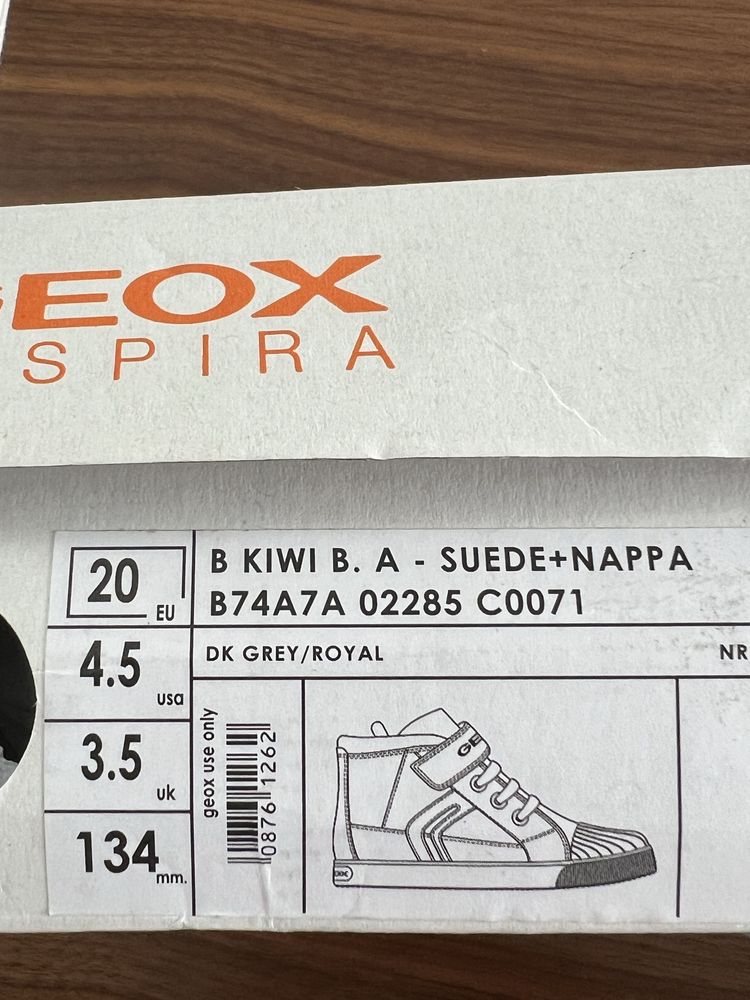 GEOX
SPIRA
20 EU
B KIWI B. A - SUEDE+NAPPA
B74A7A 02285 C0071
4.5 usa
DK GREY/ROYAL
NR
3.5 uk
geox use only
0876 1262
GE
134 mm.